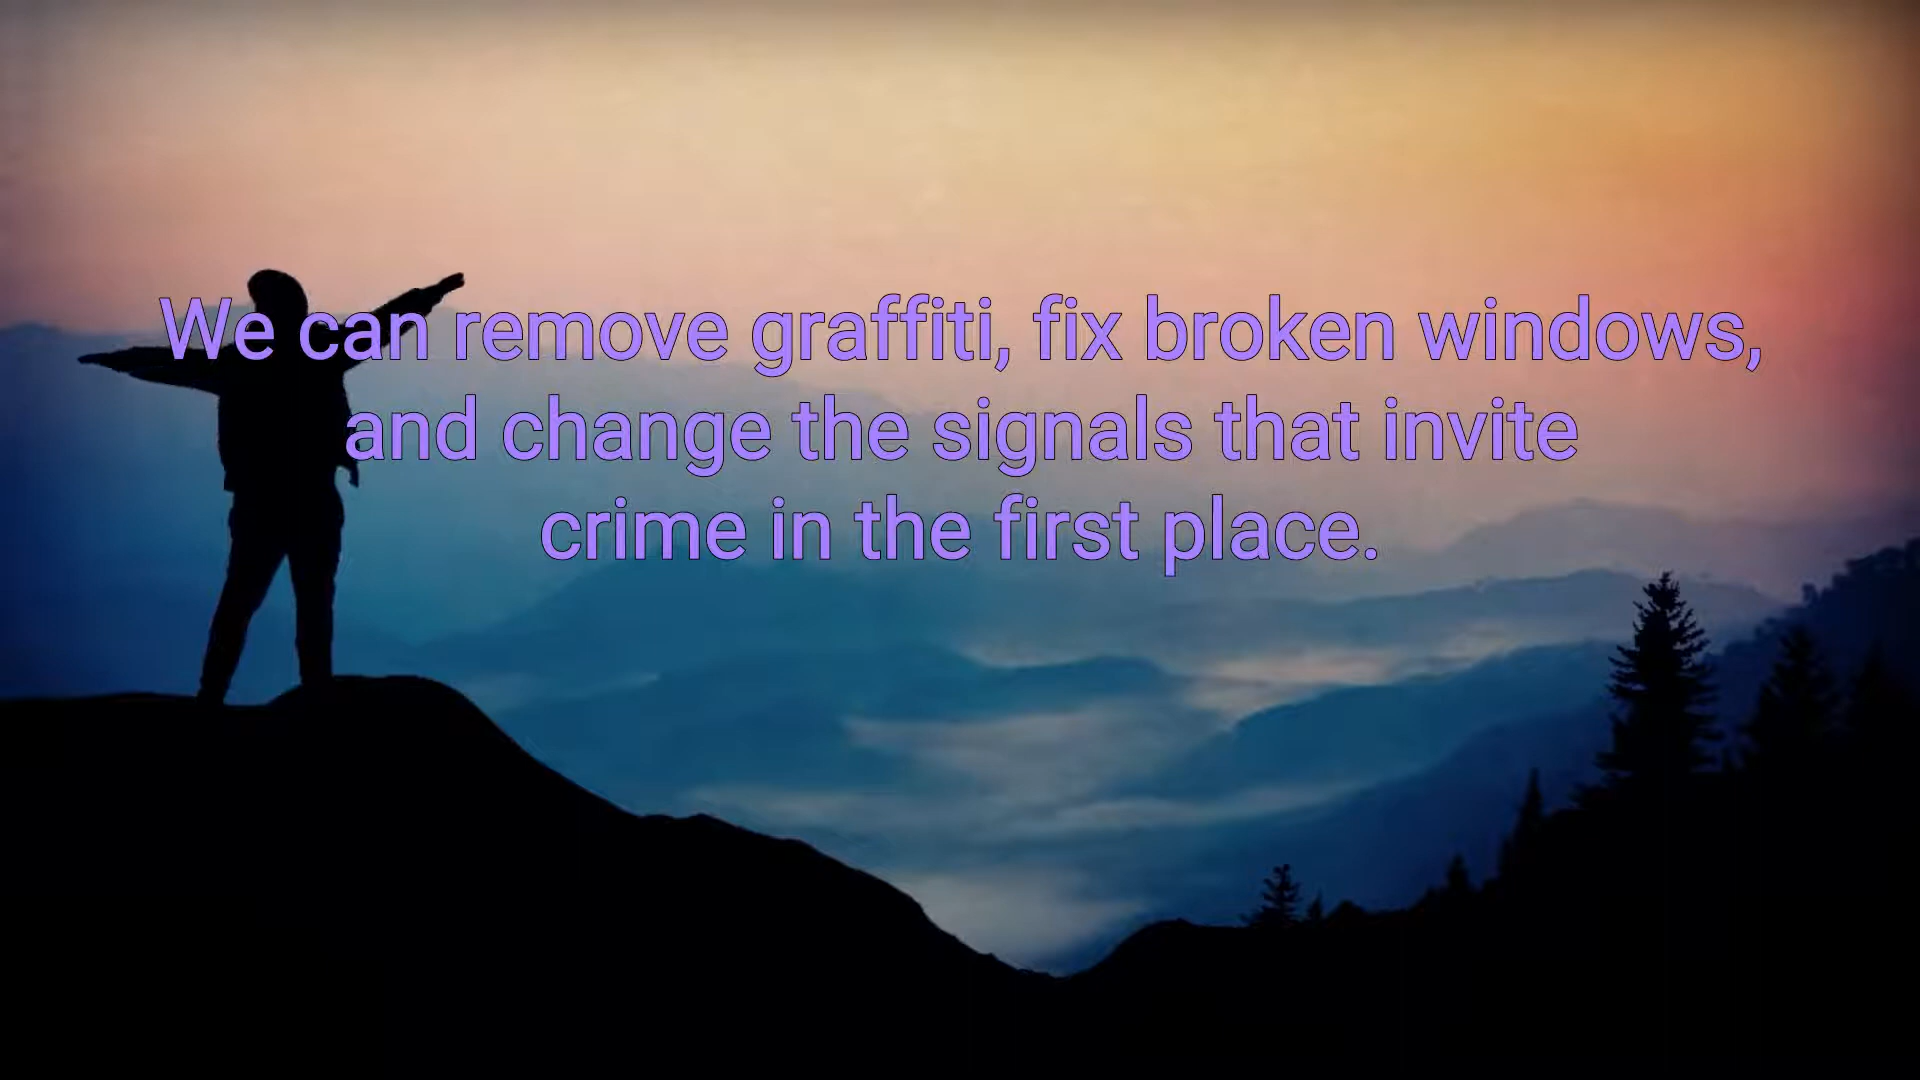 We can remove graffiti, fix broken windows,
and change the signals that invite
crime in the first place.